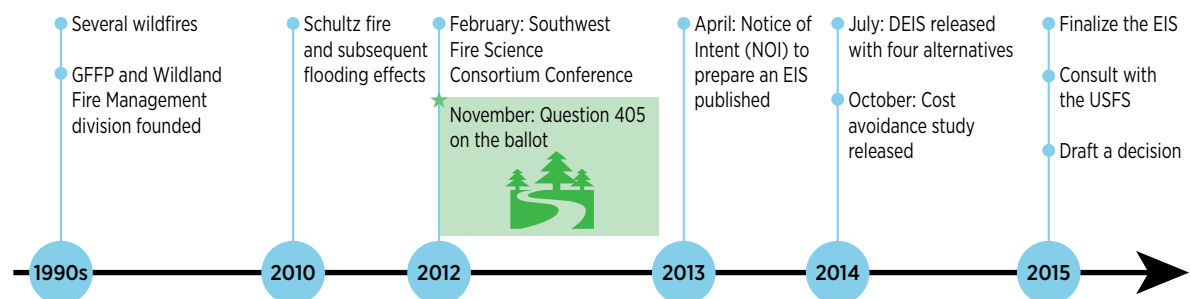 Several wildfires
GFFP and Wildland
Fire Management
division founded
Schultz fire
and subsequent
flooding effects
February: Southwest
Fire Science
Consortium Conference
November: Question 405
on the ballot
April: Notice of
Intent (NOI) to
prepare an EIS
published
July: DEIS released
with four alternatives
October: Cost
avoidance study
released
Finalize the EIS
Consult with
the USFS
Draft a decision
1990s
2010
2012
2013
2014
2015